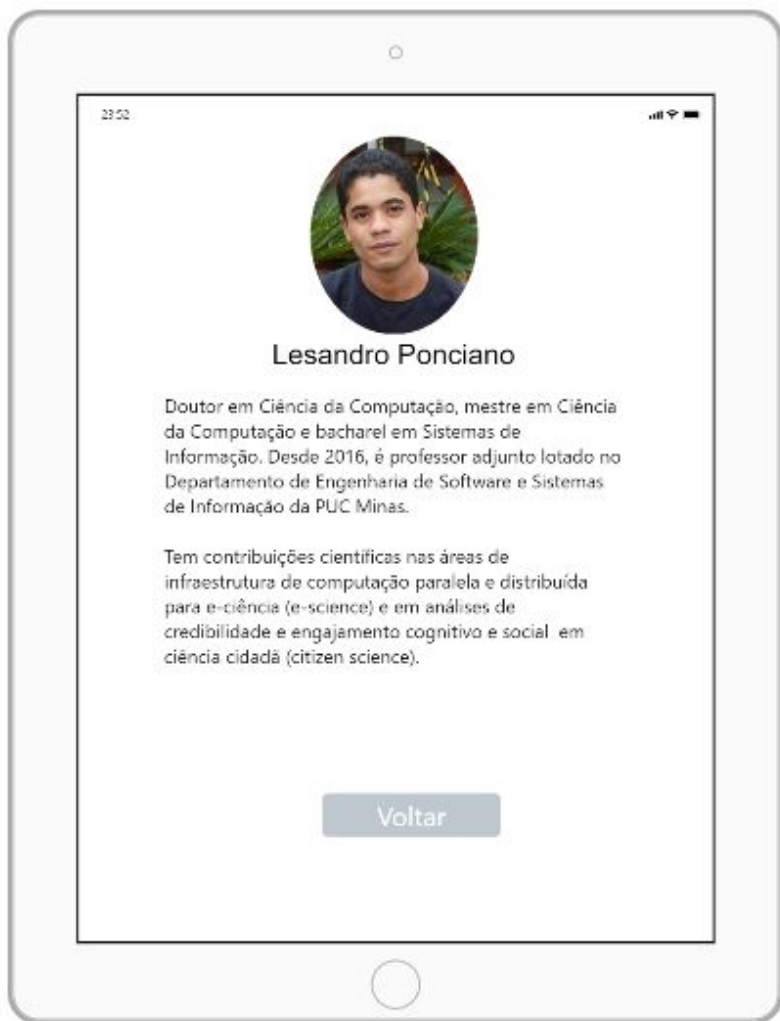 23:52
Lesandro Ponciano
Doutor em Ciência da Computação, mestre em Ciência
da Computação e bacharel em Sistemas de
Informação. Desde 2016, é professor adjunto lotado no
Departamento de Engenharia de Software e Sistemas
de Informação da PUC Minas.
Tem contribuições científicas nas áreas de
infraestrutura de computação paralela e distribuída
para e-ciência (e-science) e em análises de
credibilidade e engajamento cognitivo e social  em
ciência cidadã (citizen science).
Voltar